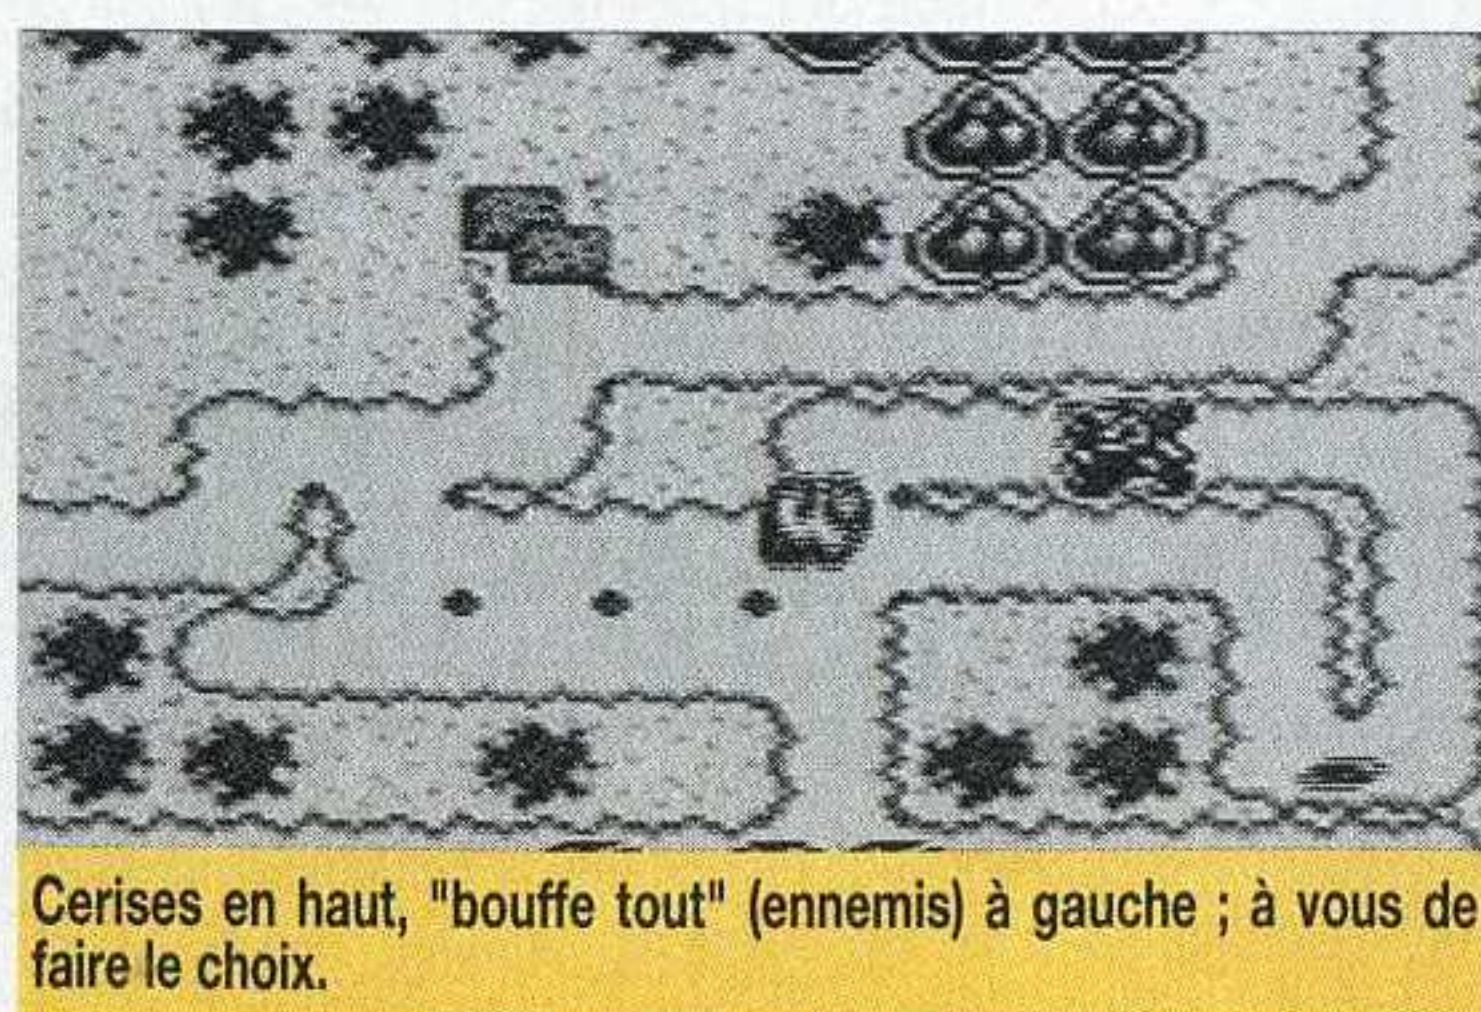 Cerises en haut, "bouffe tout" (ennemis) à gauche ; à vous de
faire le choix.